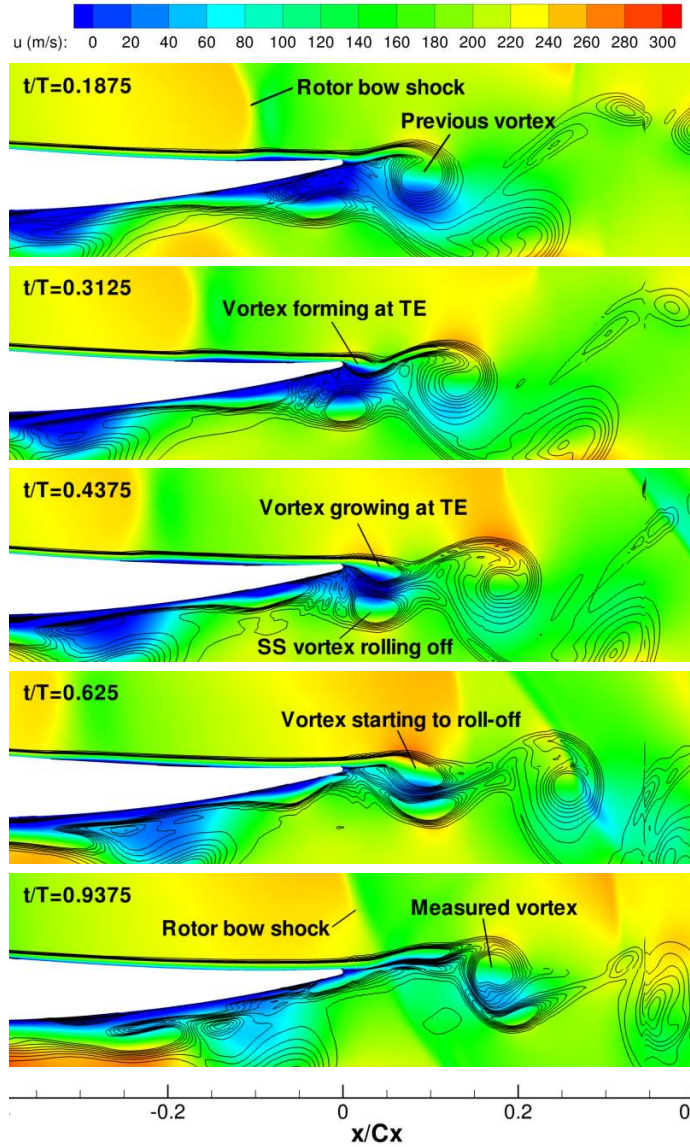 u (m/s): 0 20 40 60 80 100 120 140 160 180 200 220 240 260 280 300
t/T=0.1875
Rotor bow shock
Previous vortex
t/T=0.3125
Vortex forming at TE
t/T=0.4375
Vortex growing at TE
SS vortex rolling off
t/T=0.625
Vortex starting to roll-off
t/T=0.9375
Measured vortex
Rotor bow shock
-0.2 0 0.2 0
x/Cx